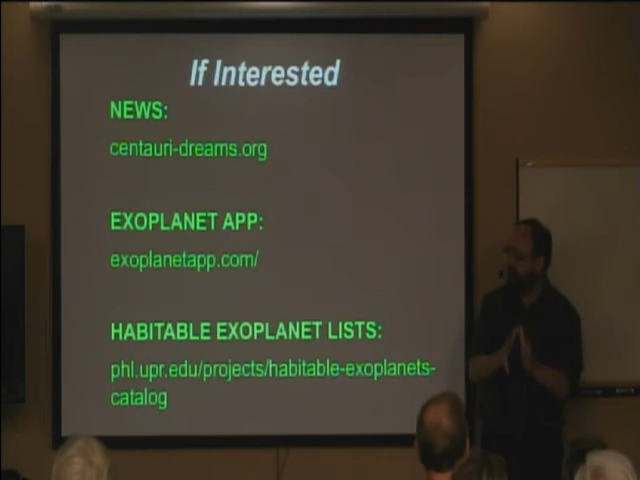 If Interested
NEWS:
centauri-dreams.org
EXOPLANET APP:
exoplanetapp.com/
HABITABLE EXOPLANET LISTS:
phl.upr.edu/projects/habitable-exoplanets-
catalog